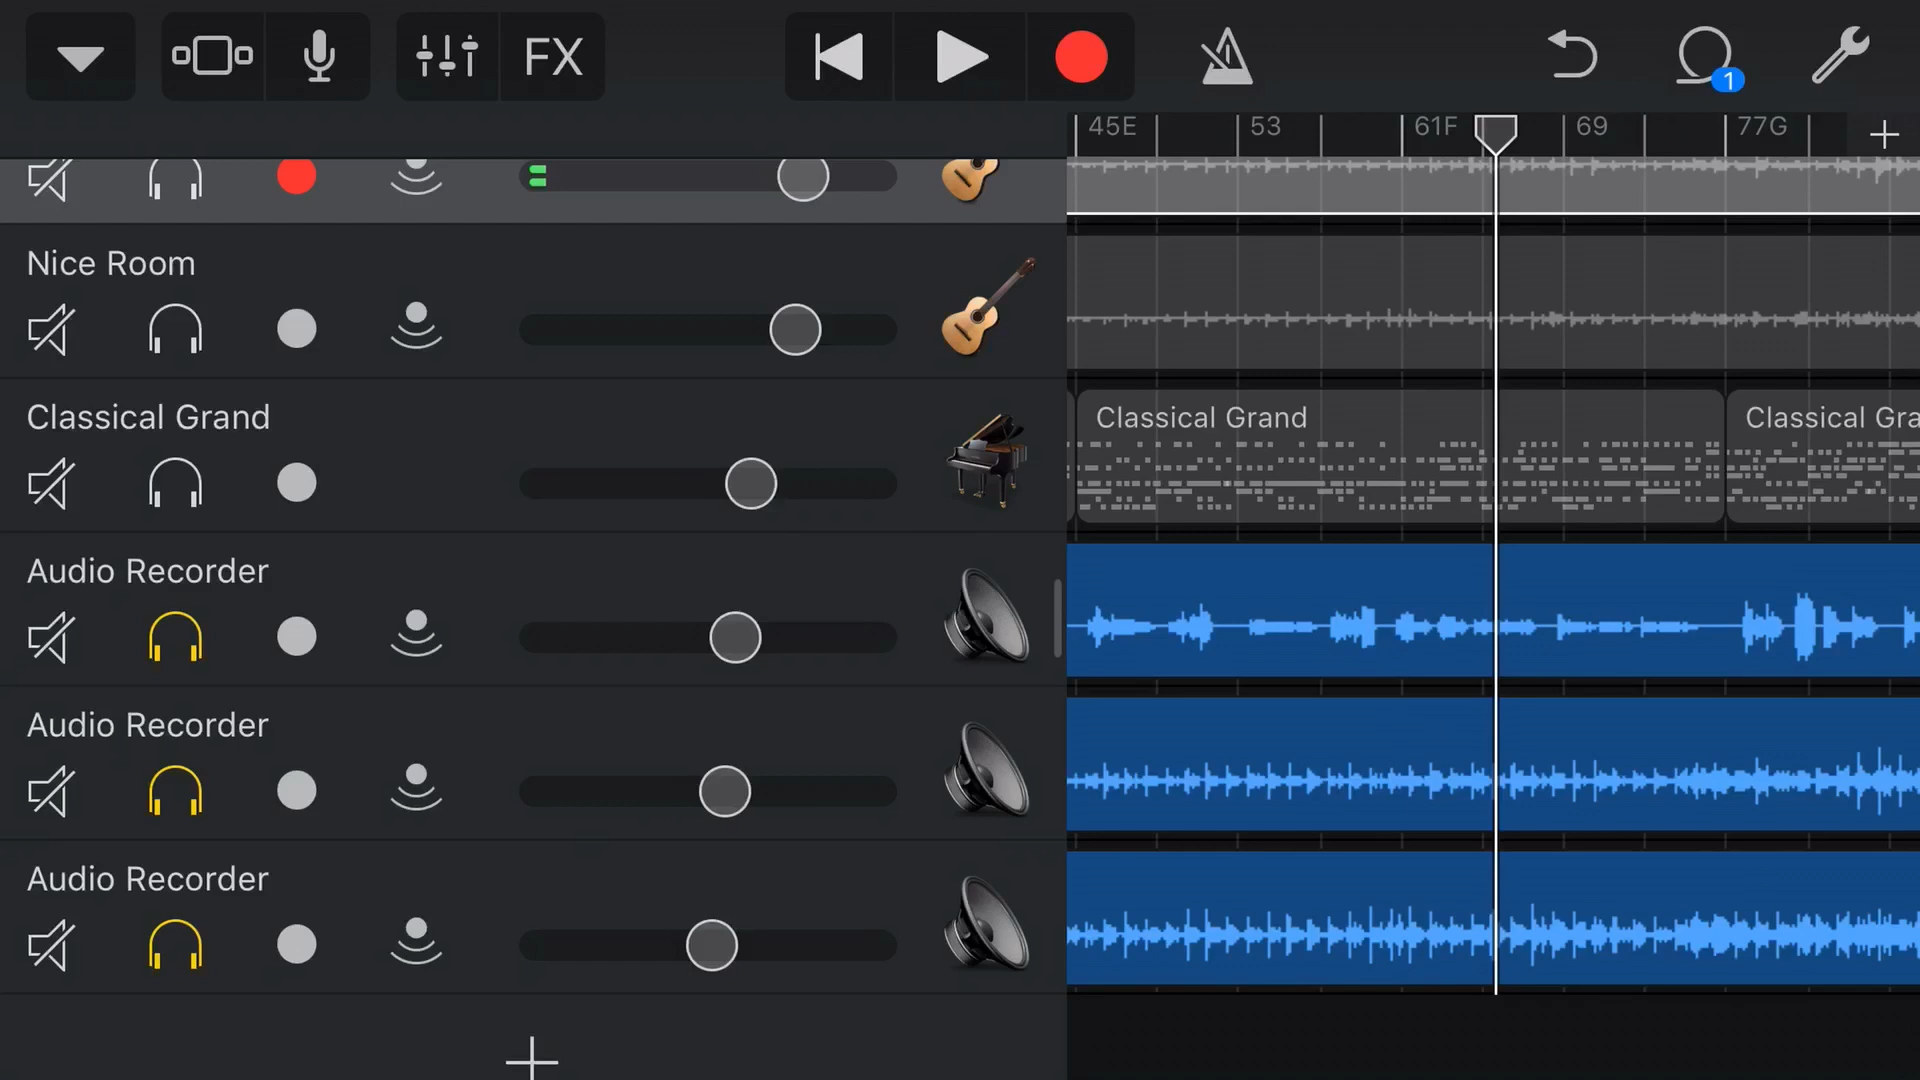 FX
1
45E
53
61F
69
77G
Nice Room
Classical Grand
Classical Grand
Classical Gra
Audio Recorder
Audio Recorder
Audio Recorder